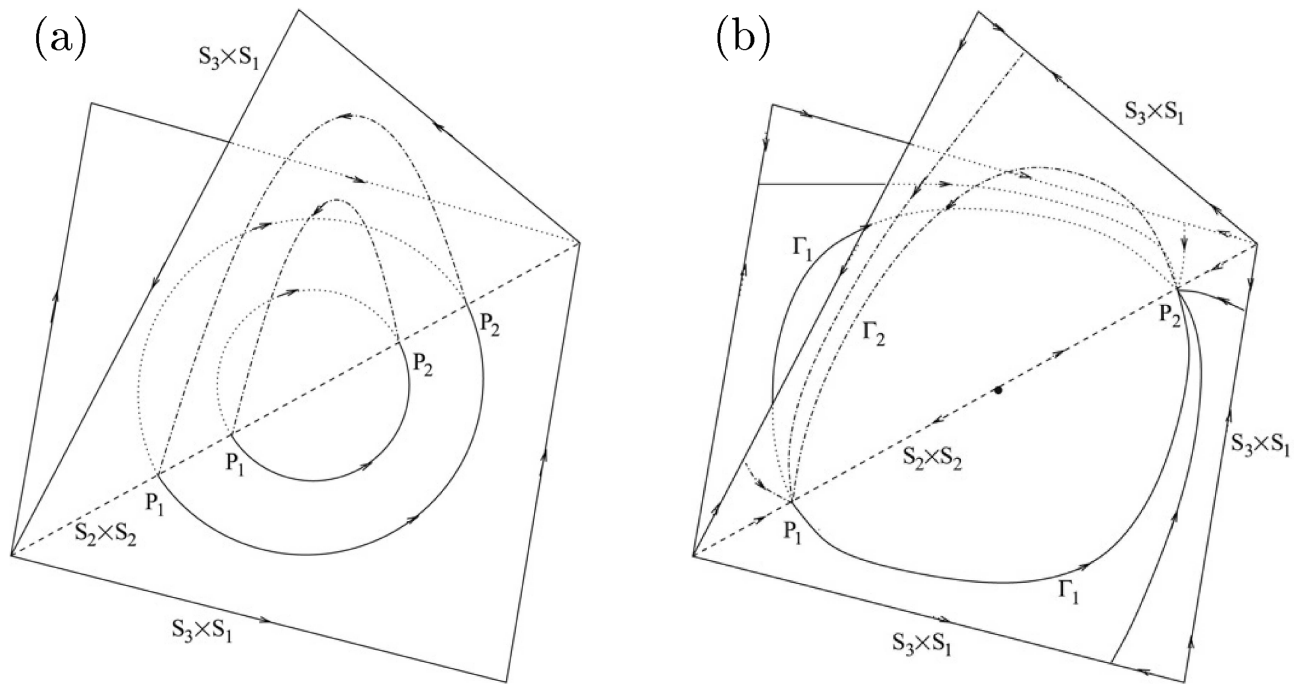 (a)
S₃×S₁
P₂
P₂
P₁
P₁
S₂×S₂
S₃×S₁
(b)
S₃×S₁
Γ₁
P₂
Γ₂
S₃×S₁
S₂×S₂
P₁
Γ₁
S₃×S₁